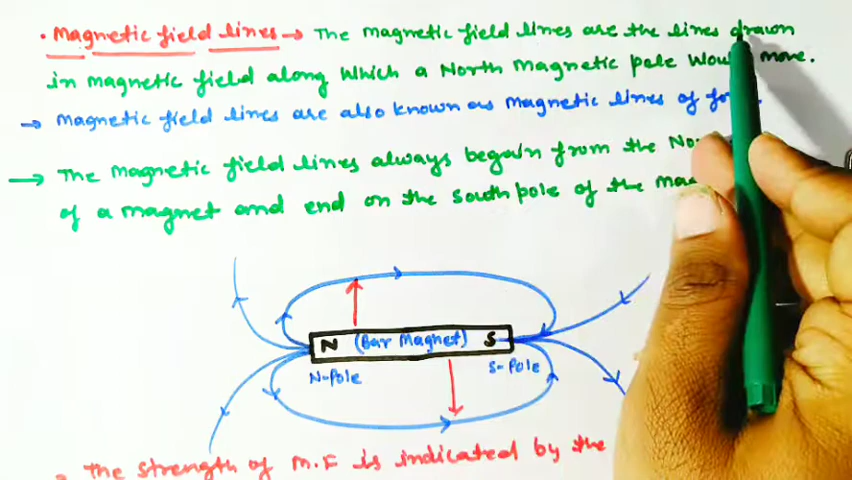 • Magnetic field lines → The magnetic field lines are the lines drawn
in magnetic field along which a North magnetic pole move.
→ Magnetic field lines are also known as magnetic lines of
→ The magnetic field lines always begain from the
of a magnet and end on the south pole of the
N (Bar Magnet) S
N-Pole S-Pole
• The strength of M.F is indicated by the